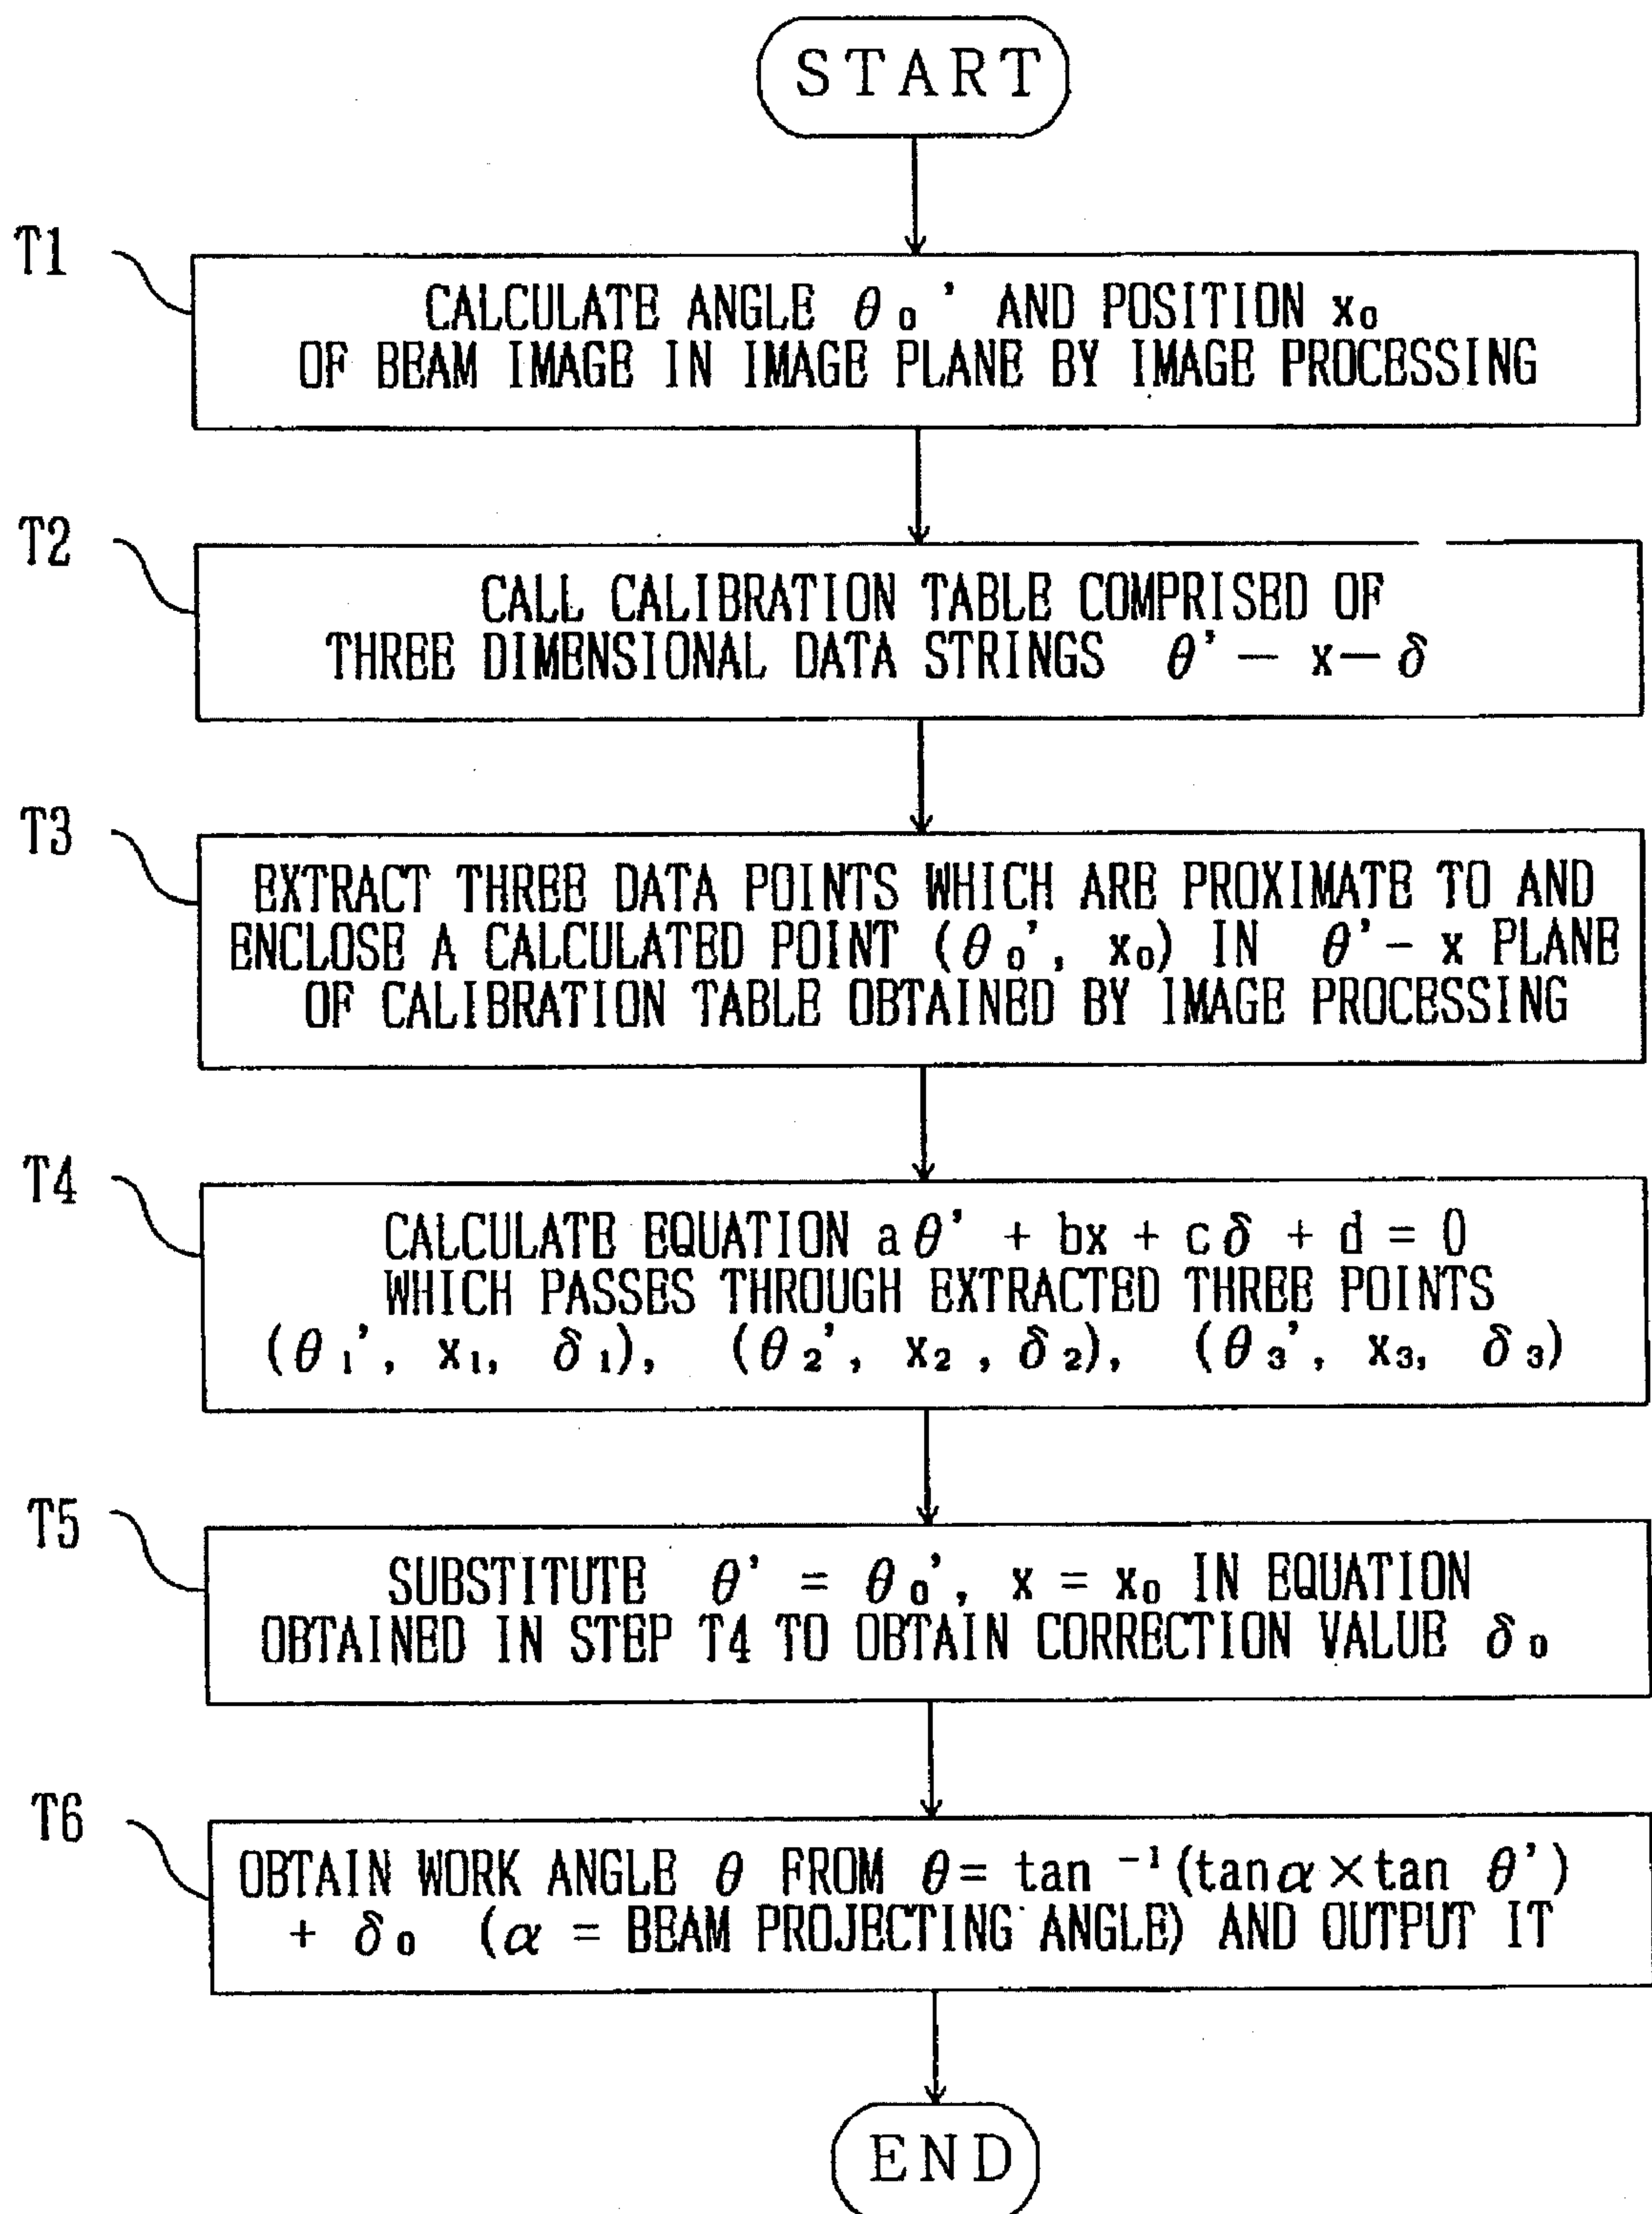 START
T1
CALCULATE ANGLE θ₀' AND POSITION x₀
OF BEAM IMAGE IN IMAGE PLANE BY IMAGE PROCESSING
T2
CALL CALIBRATION TABLE COMPRISED OF
THREE DIMENSIONAL DATA STRINGS θ' — x — δ
T3
EXTRACT THREE DATA POINTS WHICH ARE PROXIMATE TO AND
ENCLOSE A CALCULATED POINT (θ₀', x₀) IN θ' - x PLANE
OF CALIBRATION TABLE OBTAINED BY IMAGE PROCESSING
T4
CALCULATE EQUATION aθ' + bx + cδ + d = 0
WHICH PASSES THROUGH EXTRACTED THREE POINTS
(θ₁', x₁, δ₁), (θ₂', x₂, δ₂), (θ₃', x₃, δ₃)
T5
SUBSTITUTE θ' = θ₀', x = x₀ IN EQUATION
OBTAINED IN STEP T4 TO OBTAIN CORRECTION VALUE δ₀
T6
OBTAIN WORK ANGLE θ FROM θ = tan⁻¹(tanα×tan θ')
+ δ₀ (α = BEAM PROJECTING ANGLE) AND OUTPUT IT
END